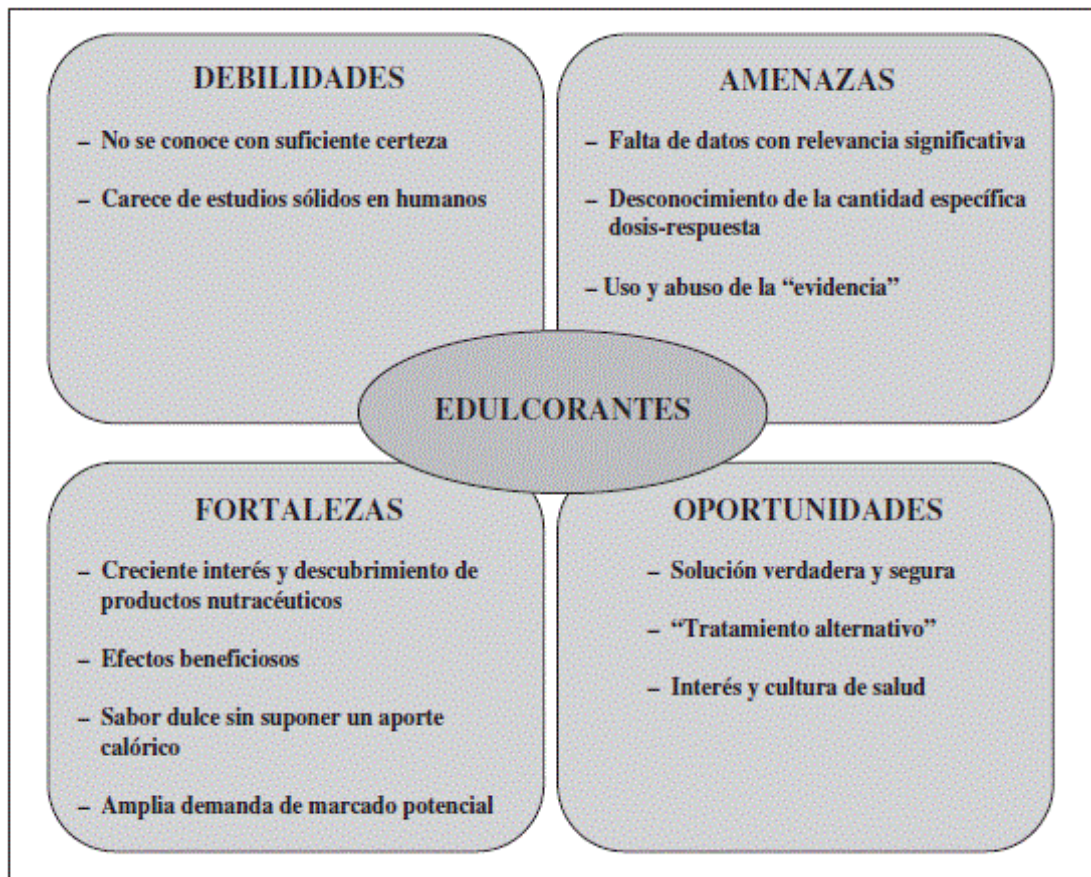 DEBILIDADES
– No se conoce con suficiente certeza
– Carece de estudios sólidos en humanos
AMENAZAS
– Falta de datos con relevancia significativa
– Desconocimiento de la cantidad específica
dosis-respuesta
– Uso y abuso de la “evidencia”
EDULCORANTES
FORTALEZAS
– Creciente interés y descubrimiento de
productos nutracéuticos
– Efectos beneficiosos
– Sabor dulce sin suponer un aporte
calórico
– Amplia demanda de marcado potencial
OPORTUNIDADES
– Solución verdadera y segura
– “Tratamiento alternativo”
– Interés y cultura de salud